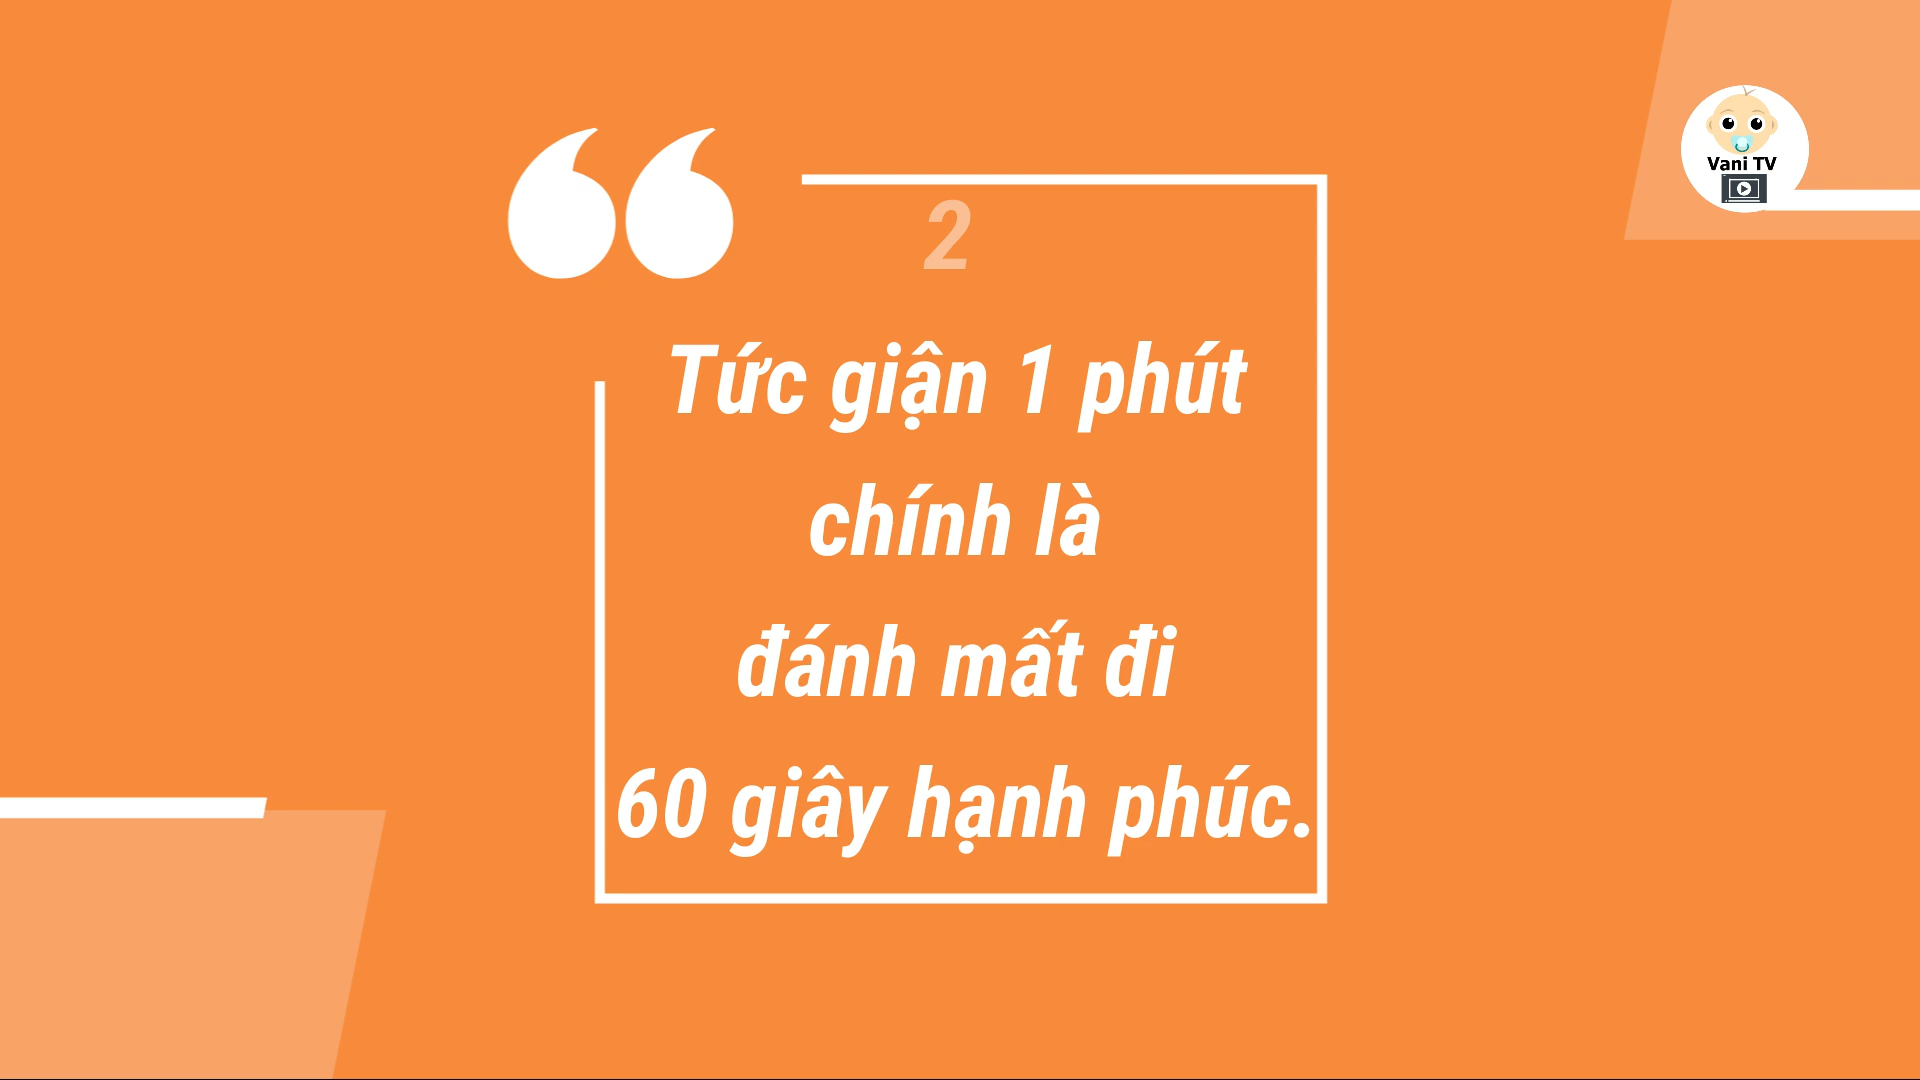 Vani TV
2
Tức giận 1 phút
chính là
đánh mất đi
60 giây hạnh phúc.